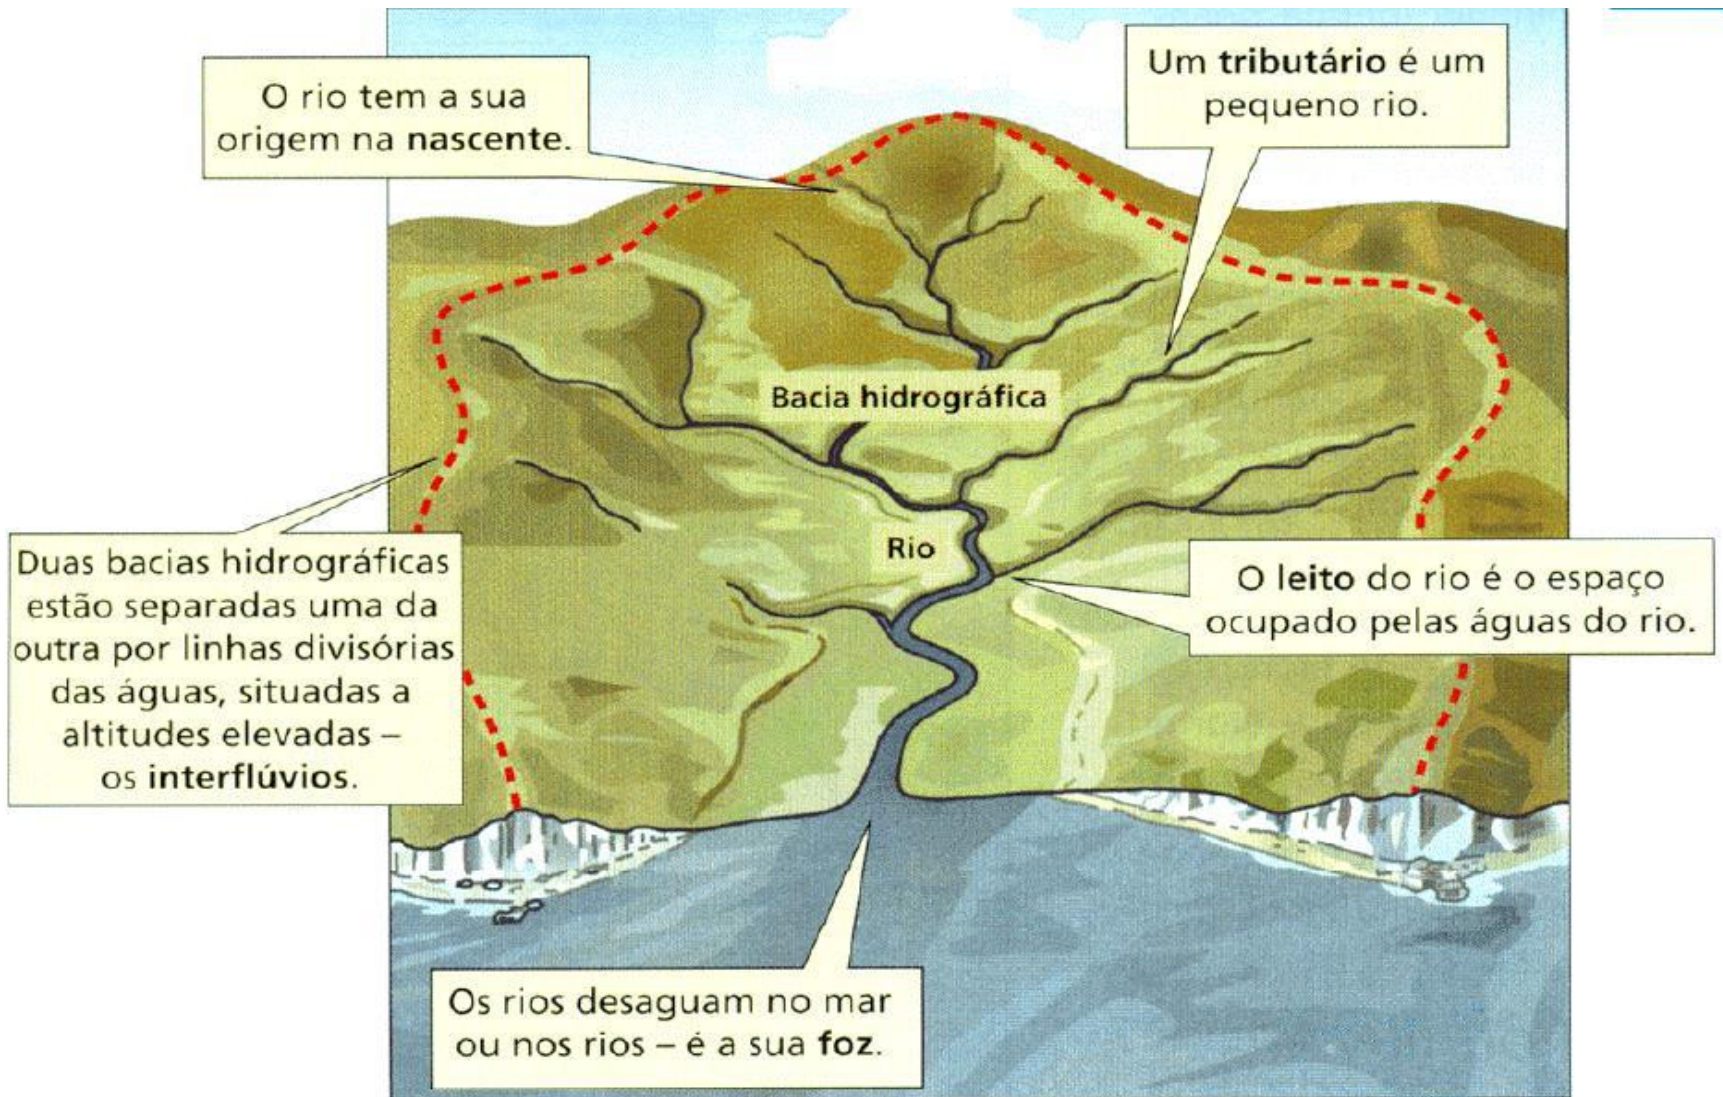 O rio tem a sua
origem na nascente.
Um tributário é um
pequeno rio.
Bacia hidrográfica
Rio
Duas bacias hidrográficas
estão separadas uma da
outra por linhas divisórias
das águas, situadas a
altitudes elevadas –
os interflúvios.
O leito do rio é o espaço
ocupado pelas águas do rio.
Os rios desaguam no mar
ou nos rios – é a sua foz.